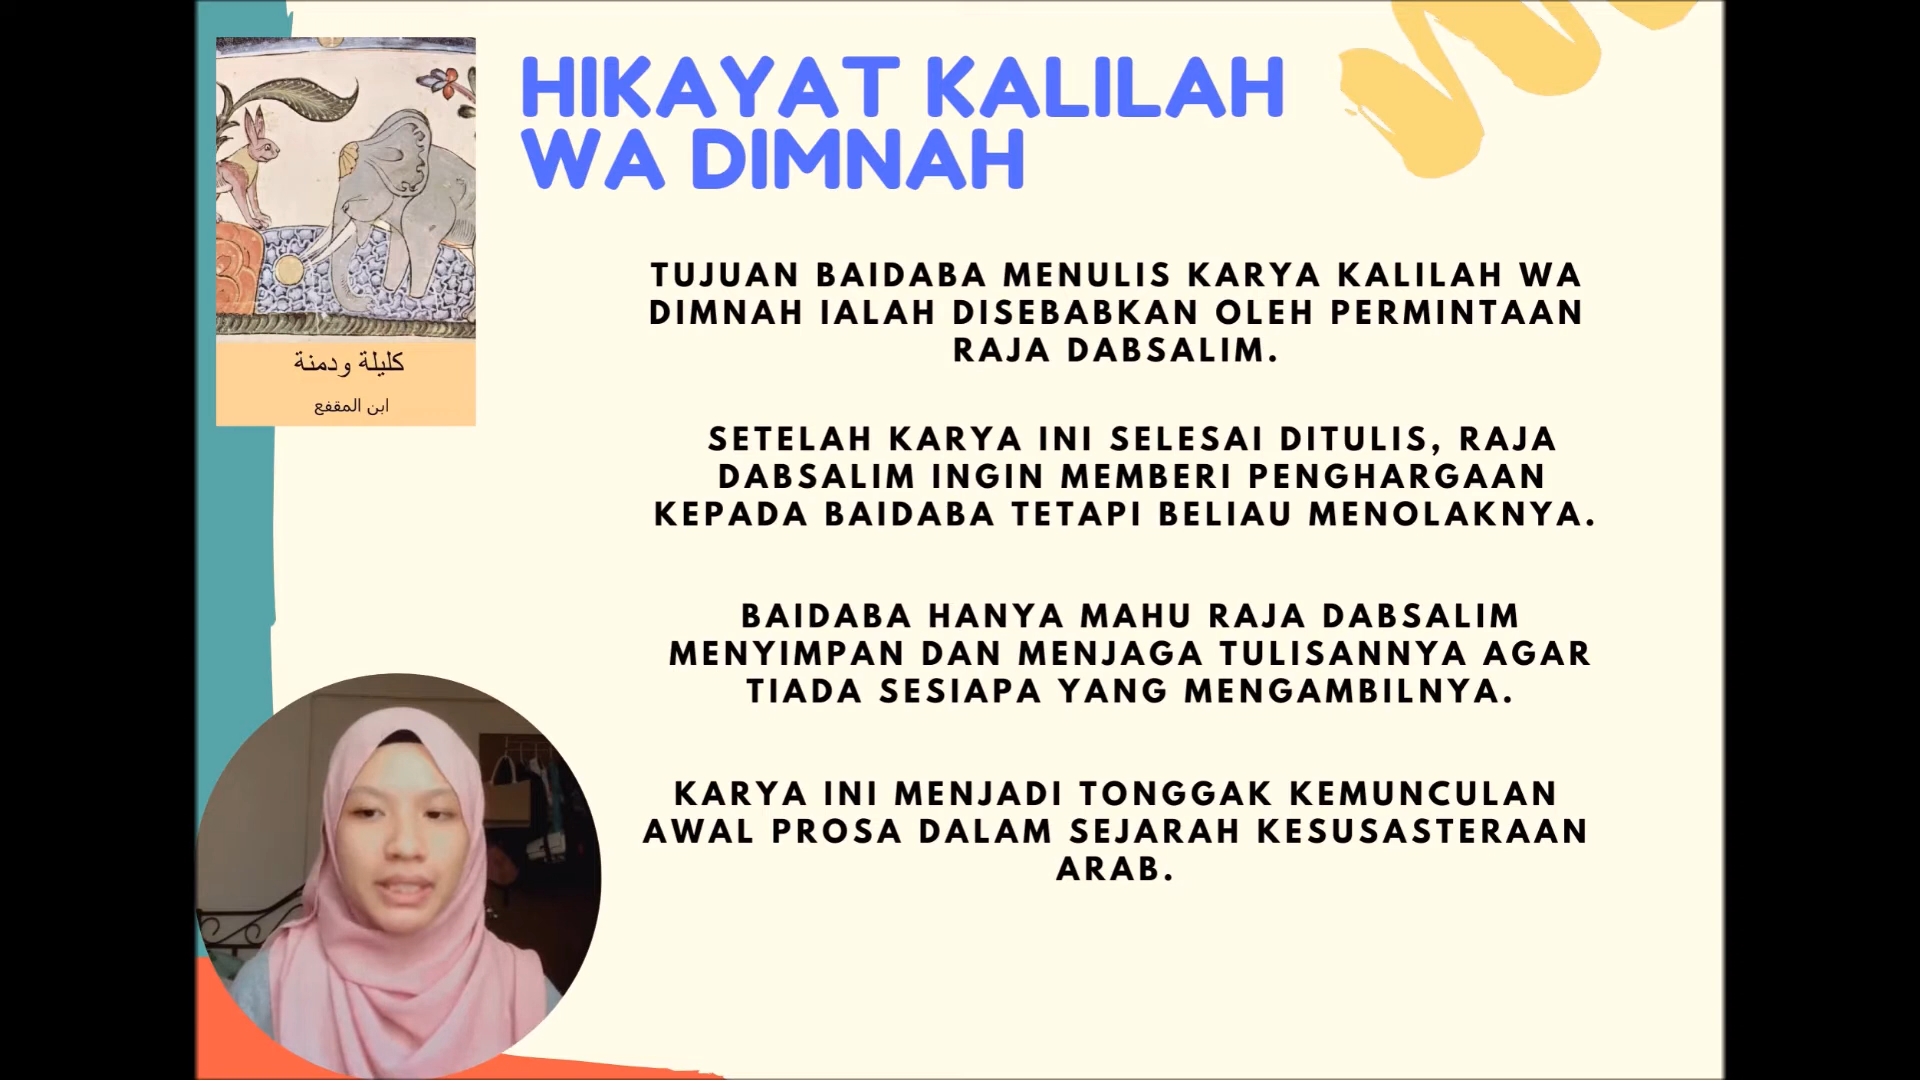 HIKAYAT KALILAH
WA DIMNAH
كليلة ودمنة
ابن المقفع
TUJUAN BAIDABA MENULIS KARYA KALILAH WA
DIMNAH IALAH DISEBABKAN OLEH PERMINTAAN
RAJA DABSALIM.
SETELAH KARYA INI SELESAI DITULIS, RAJA
DABSALIM INGIN MEMBERI PENGHARGAAN
KEPADA BAIDABA TETAPI BELIAU MENOLAKNYA.
BAIDABA HANYA MAHU RAJA DABSALIM
MENYIMPAN DAN MENJAGA TULISANNYA AGAR
TIADA SESIAPA YANG MENGAMBILNYA.
KARYA INI MENJADI TONGGAK KEMUNCULAN
AWAL PROSA DALAM SEJARAH KESUSASTERAAN
ARAB.